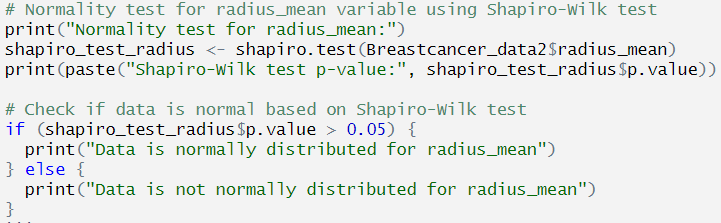 # Normality test for radius_mean variable using Shapiro-Wilk test
print("Normality test for radius_mean:")
shapiro_test_radius <- shapiro.test(Breastcancer_data2$radius_mean)
print(paste("Shapiro-Wilk test p-value:", shapiro_test_radius$p.value))

# Check if data is normal based on Shapiro-Wilk test
if (shapiro_test_radius$p.value > 0.05) {
  print("Data is normally distributed for radius_mean")
} else {
  print("Data is not normally distributed for radius_mean")
}